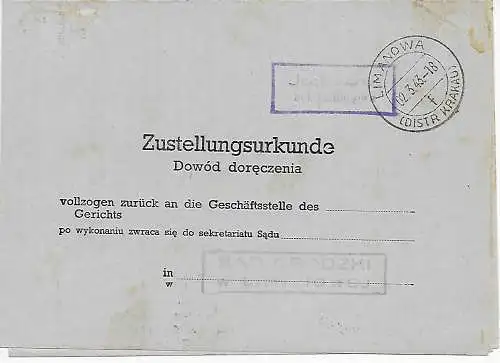 LIMANOWA
02.3.43.-18
f
(DISTR KRAKAU)
Zustellungsurkunde
Dowód doręczenia
vollzogen zurück an die Geschäftsstelle des
Gerichts
po wykonaniu zwraca się do sekretariatu Sądu
in
w